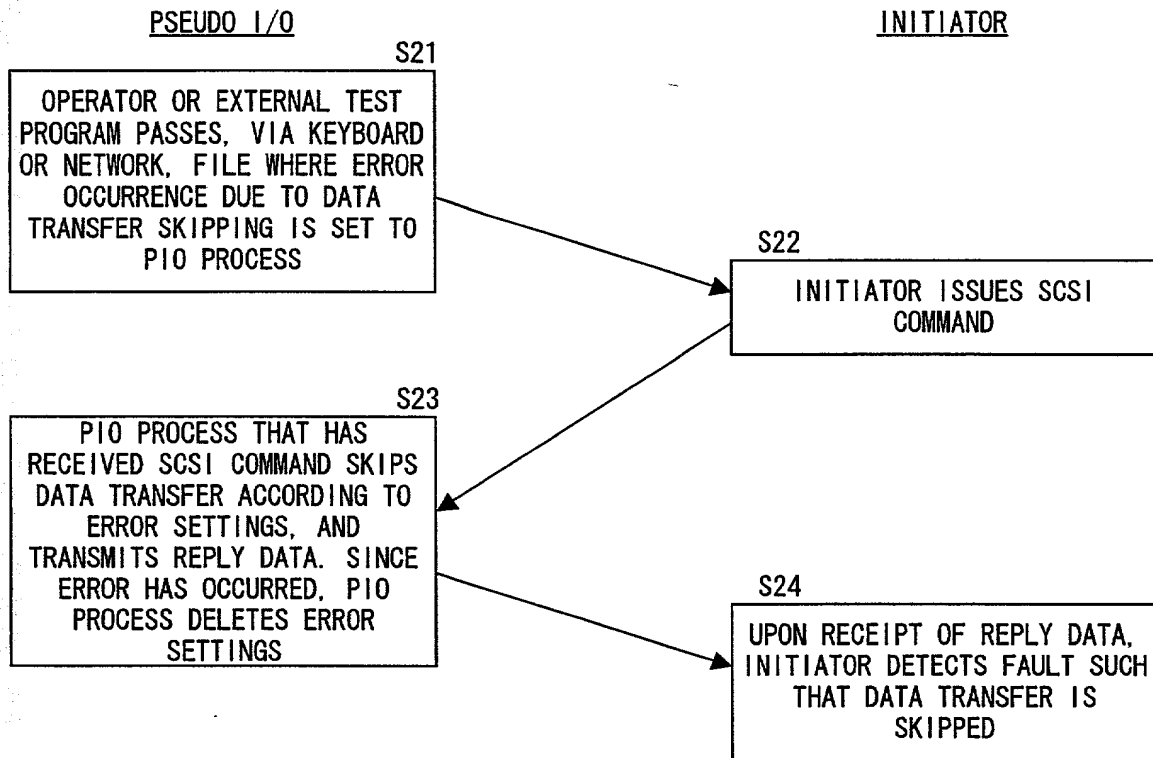 PSEUDO I/O
INITIATOR
S21
OPERATOR OR EXTERNAL TEST
PROGRAM PASSES, VIA KEYBOARD
OR NETWORK, FILE WHERE ERROR
OCCURRENCE DUE TO DATA
TRANSFER SKIPPING IS SET TO
PIO PROCESS
S22
INITIATOR ISSUES SCSI
COMMAND
S23
PIO PROCESS THAT HAS
RECEIVED SCSI COMMAND SKIPS
DATA TRANSFER ACCORDING TO
ERROR SETTINGS, AND
TRANSMITS REPLY DATA. SINCE
ERROR HAS OCCURRED, PIO
PROCESS DELETES ERROR
SETTINGS
S24
UPON RECEIPT OF REPLY DATA,
INITIATOR DETECTS FAULT SUCH
THAT DATA TRANSFER IS
SKIPPED